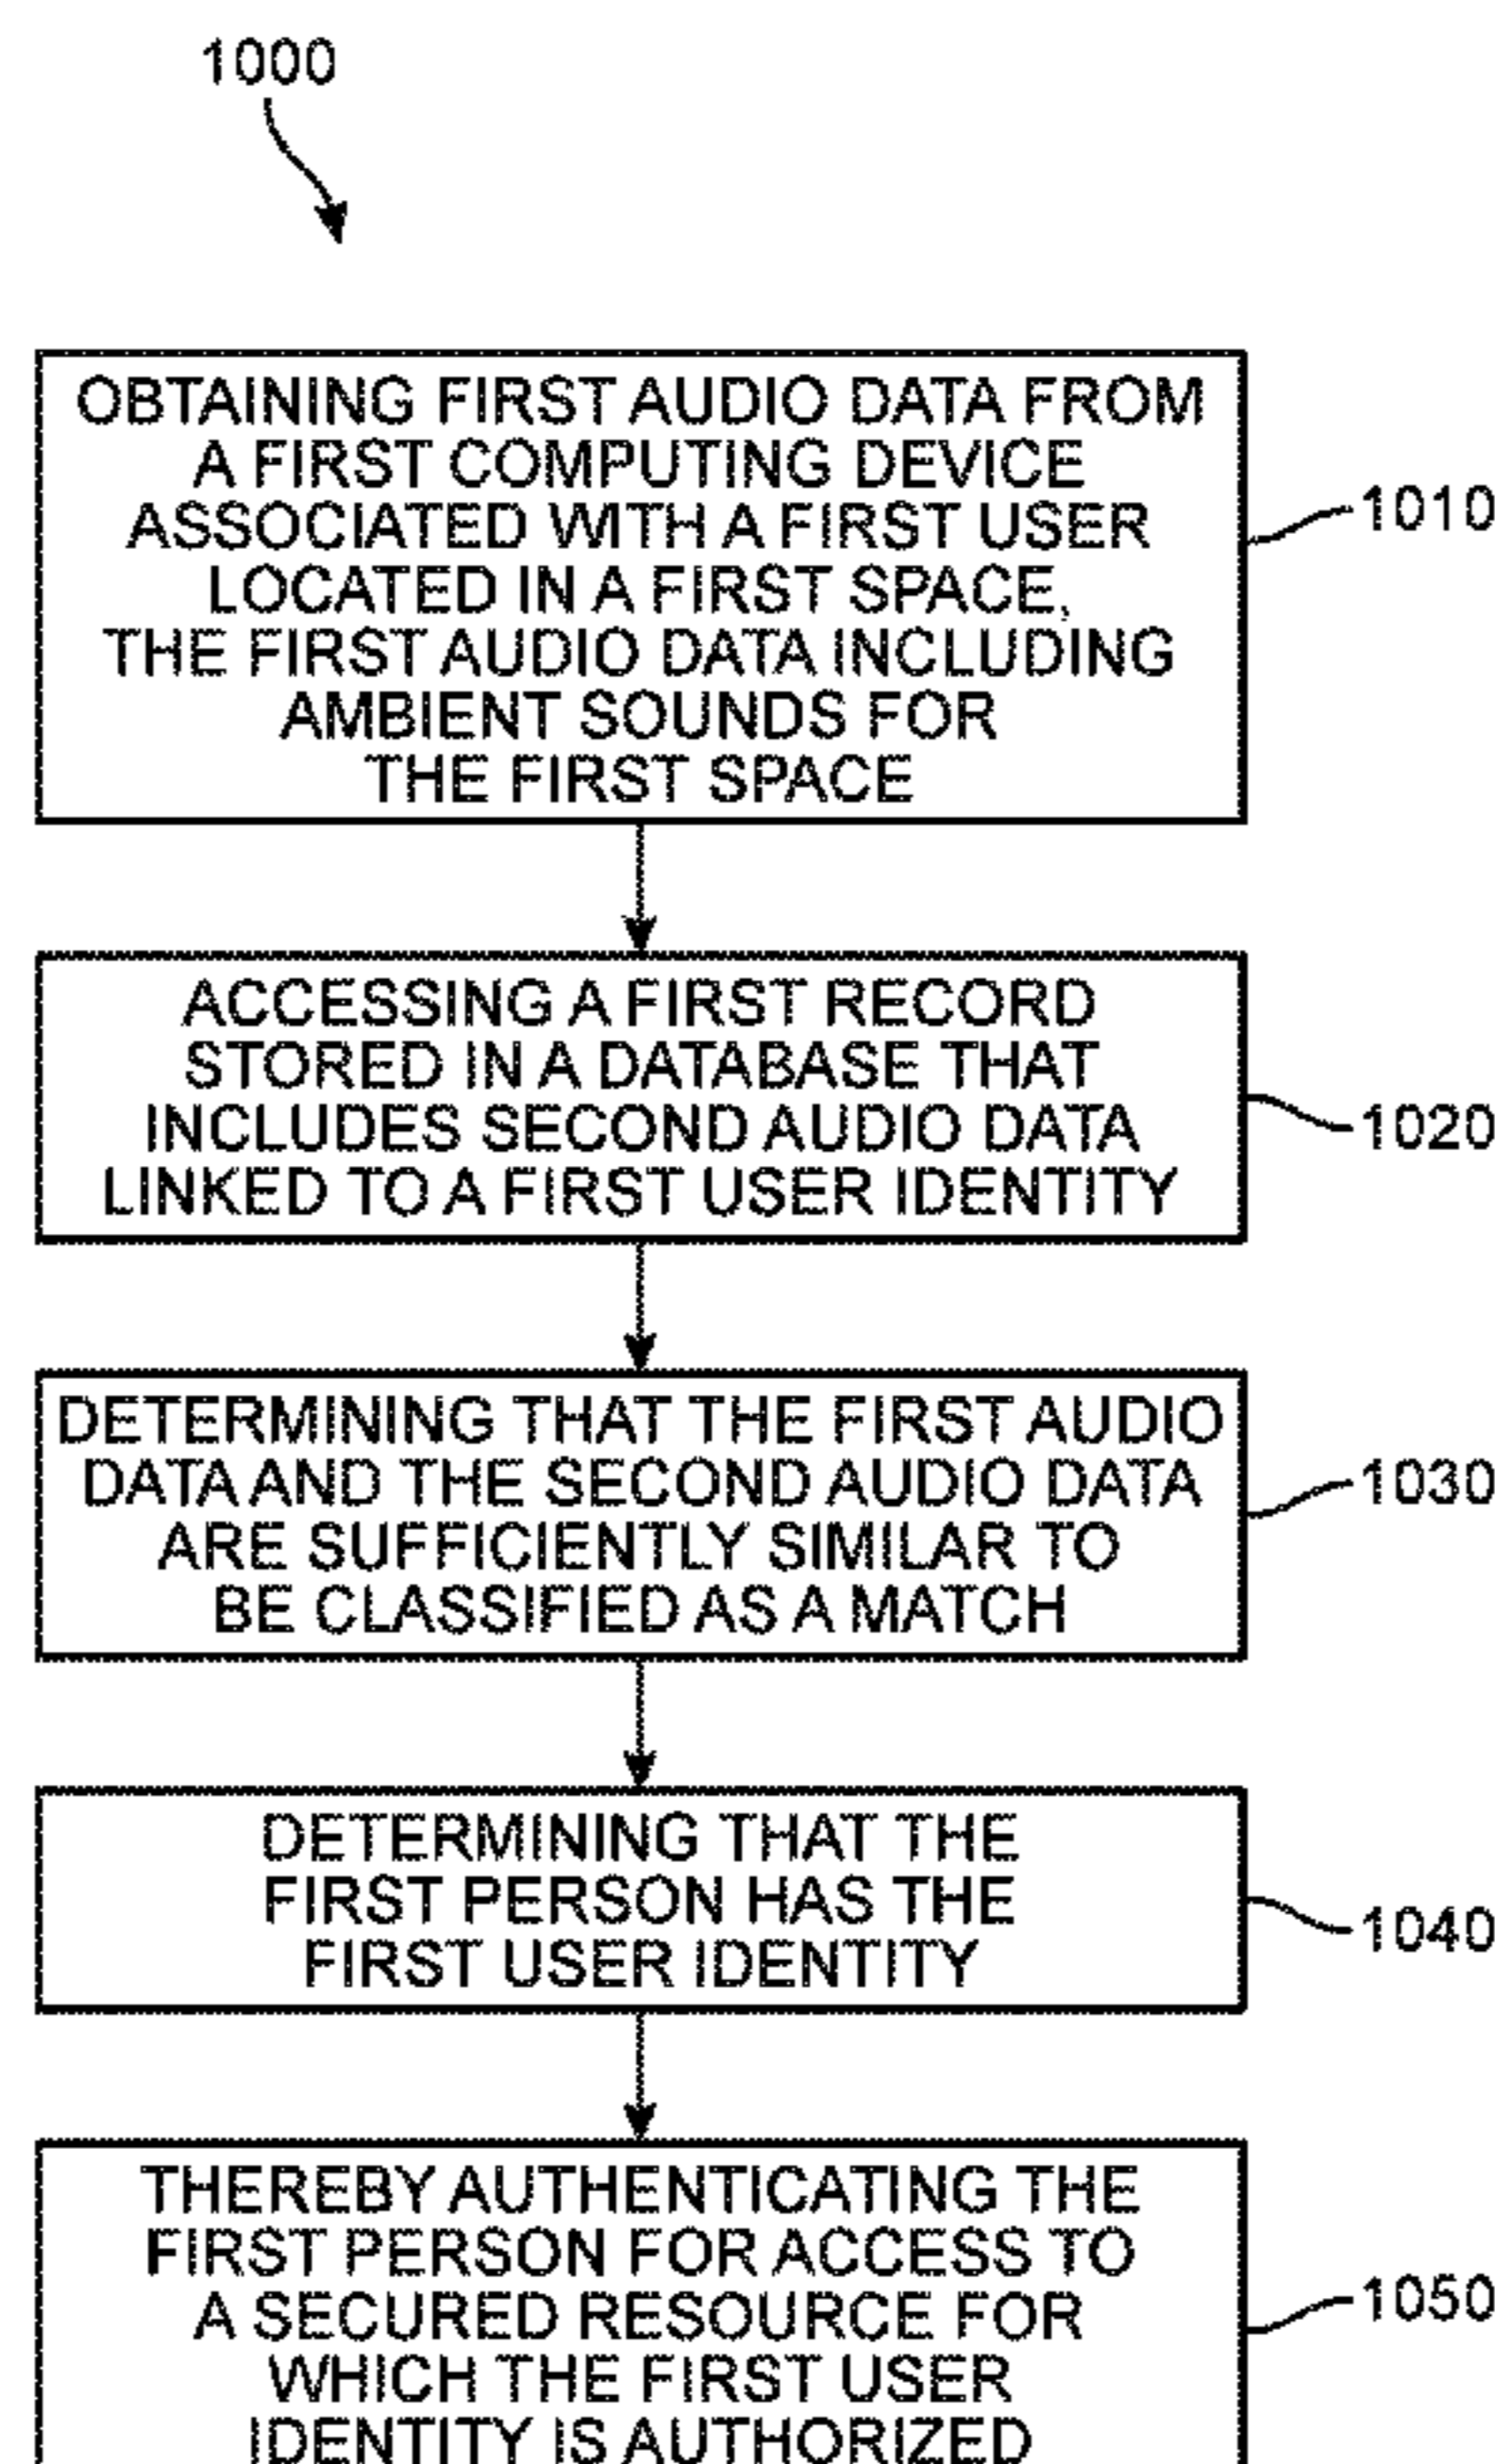 1000
OBTAINING FIRST AUDIO DATA FROM
A FIRST COMPUTING DEVICE
ASSOCIATED WITH A FIRST USER
LOCATED IN A FIRST SPACE,
THE FIRST AUDIO DATA INCLUDING
AMBIENT SOUNDS FOR
THE FIRST SPACE
1010
ACCESSING A FIRST RECORD
STORED IN A DATABASE THAT
INCLUDES SECOND AUDIO DATA
LINKED TO A FIRST USER IDENTITY
1020
DETERMINING THAT THE FIRST AUDIO
DATA AND THE SECOND AUDIO DATA
ARE SUFFICIENTLY SIMILAR TO
BE CLASSIFIED AS A MATCH
1030
DETERMINING THAT THE
FIRST PERSON HAS THE
FIRST USER IDENTITY
1040
THEREBY AUTHENTICATING THE
FIRST PERSON FOR ACCESS TO
A SECURED RESOURCE FOR
WHICH THE FIRST USER
IDENTITY IS AUTHORIZED
1050